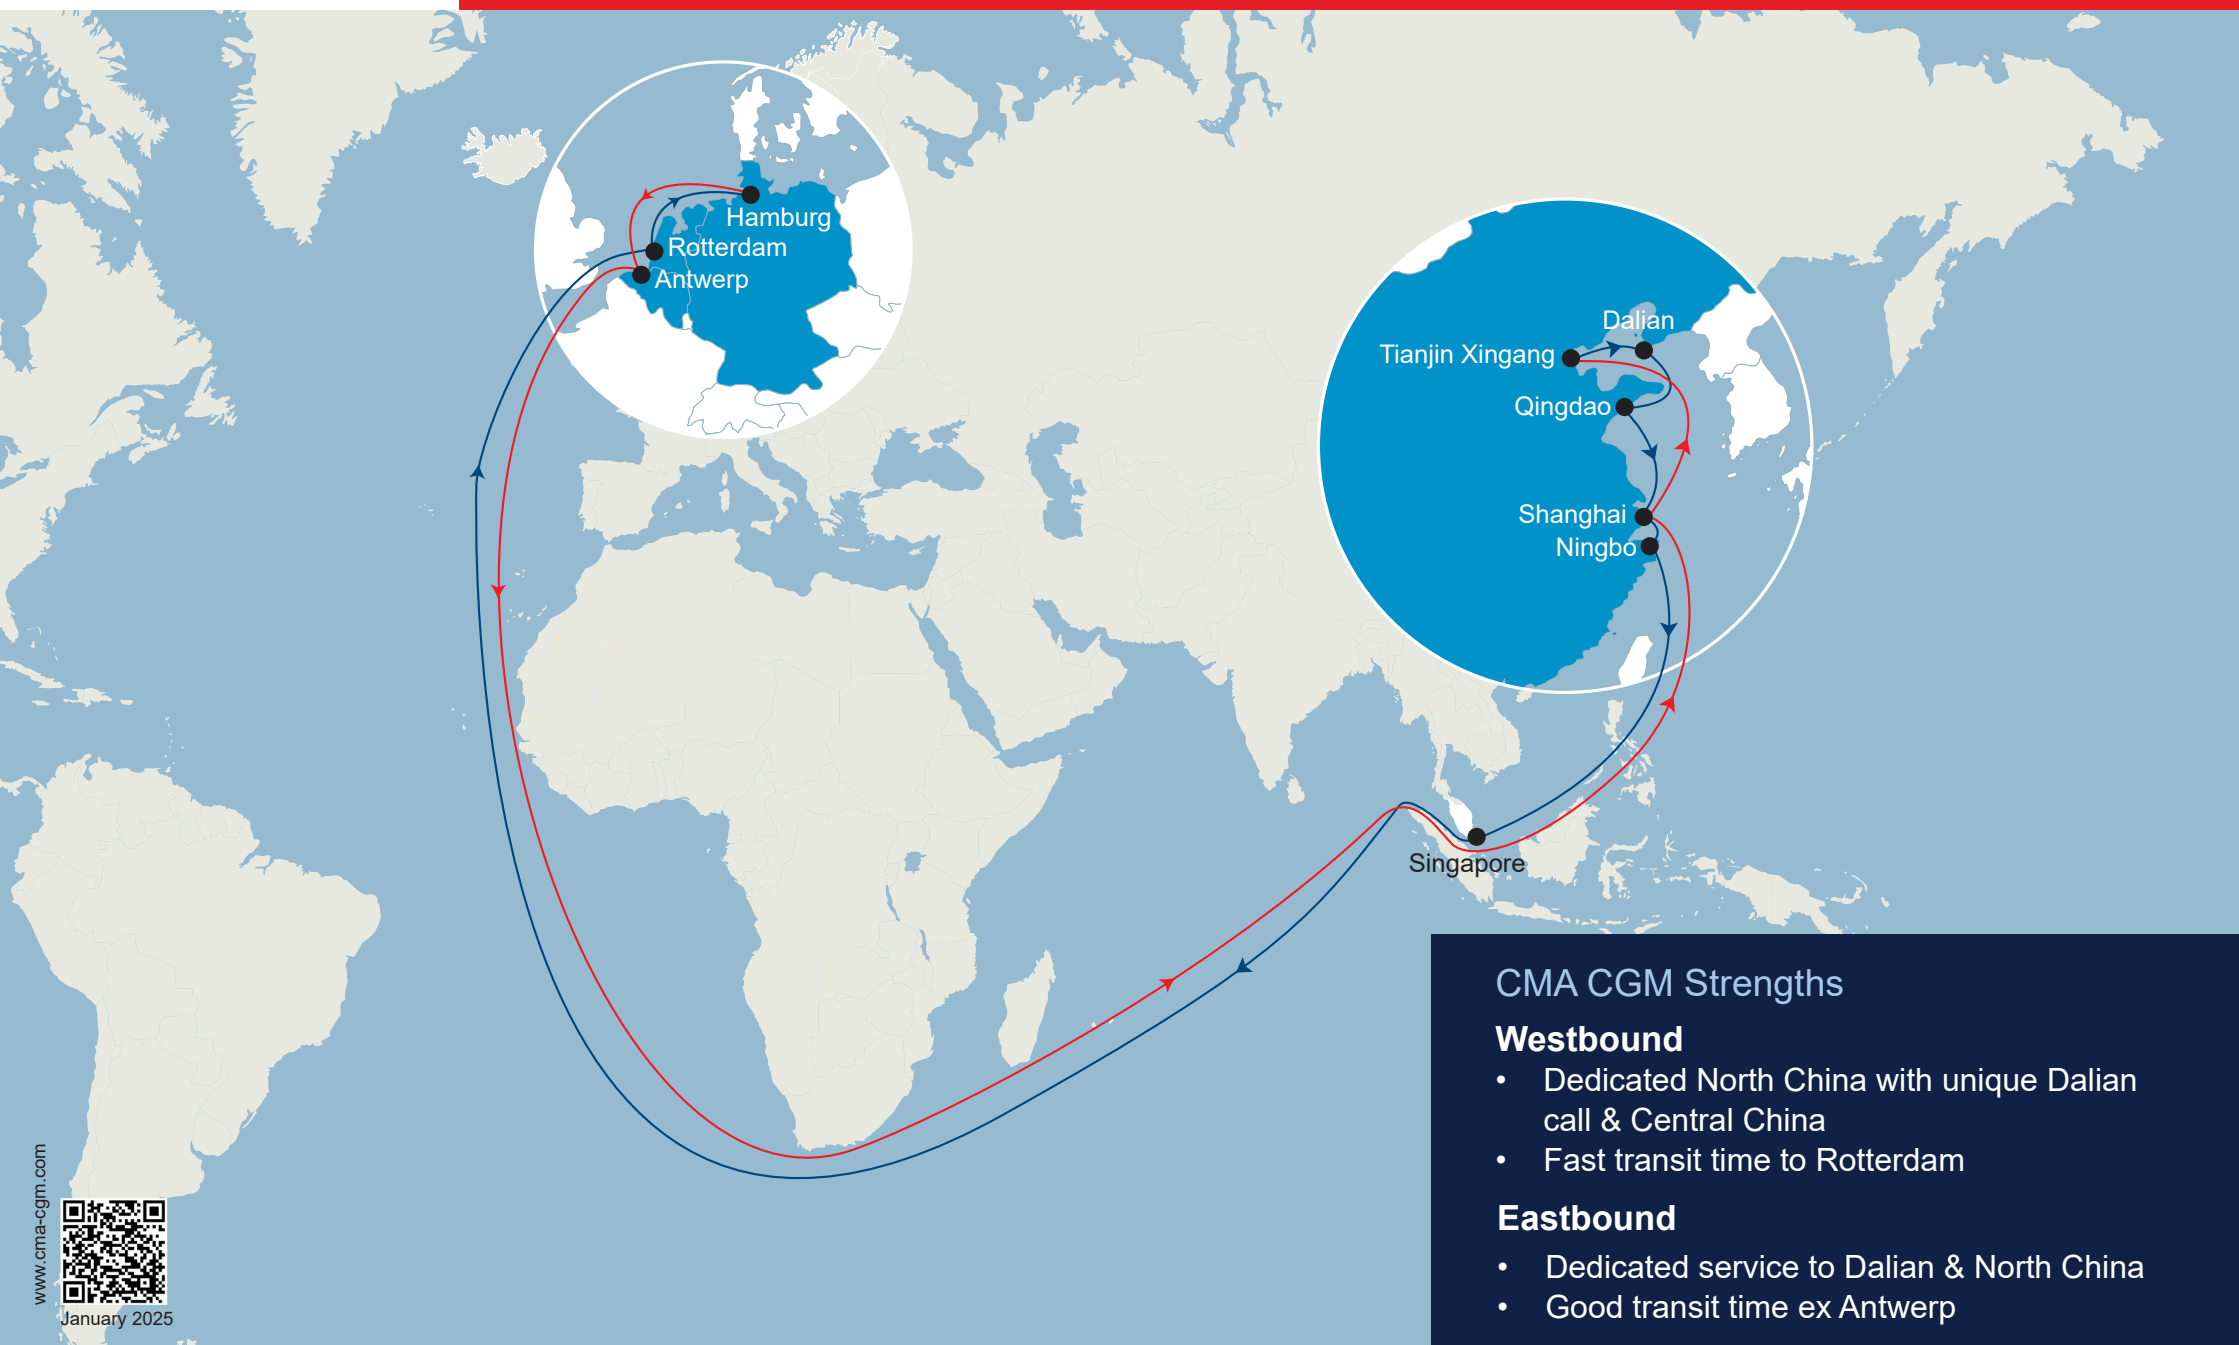 Hamburg
Rotterdam
Antwerp
Dalian
Tianjin Xingang
Qingdao
Shanghai
Ningbo
Singapore
CMA CGM Strengths
Westbound
• Dedicated North China with unique Dalian
call & Central China
• Fast transit time to Rotterdam
Eastbound
• Dedicated service to Dalian & North China
• Good transit time ex Antwerp
www.cma-cgm.com
January 2025